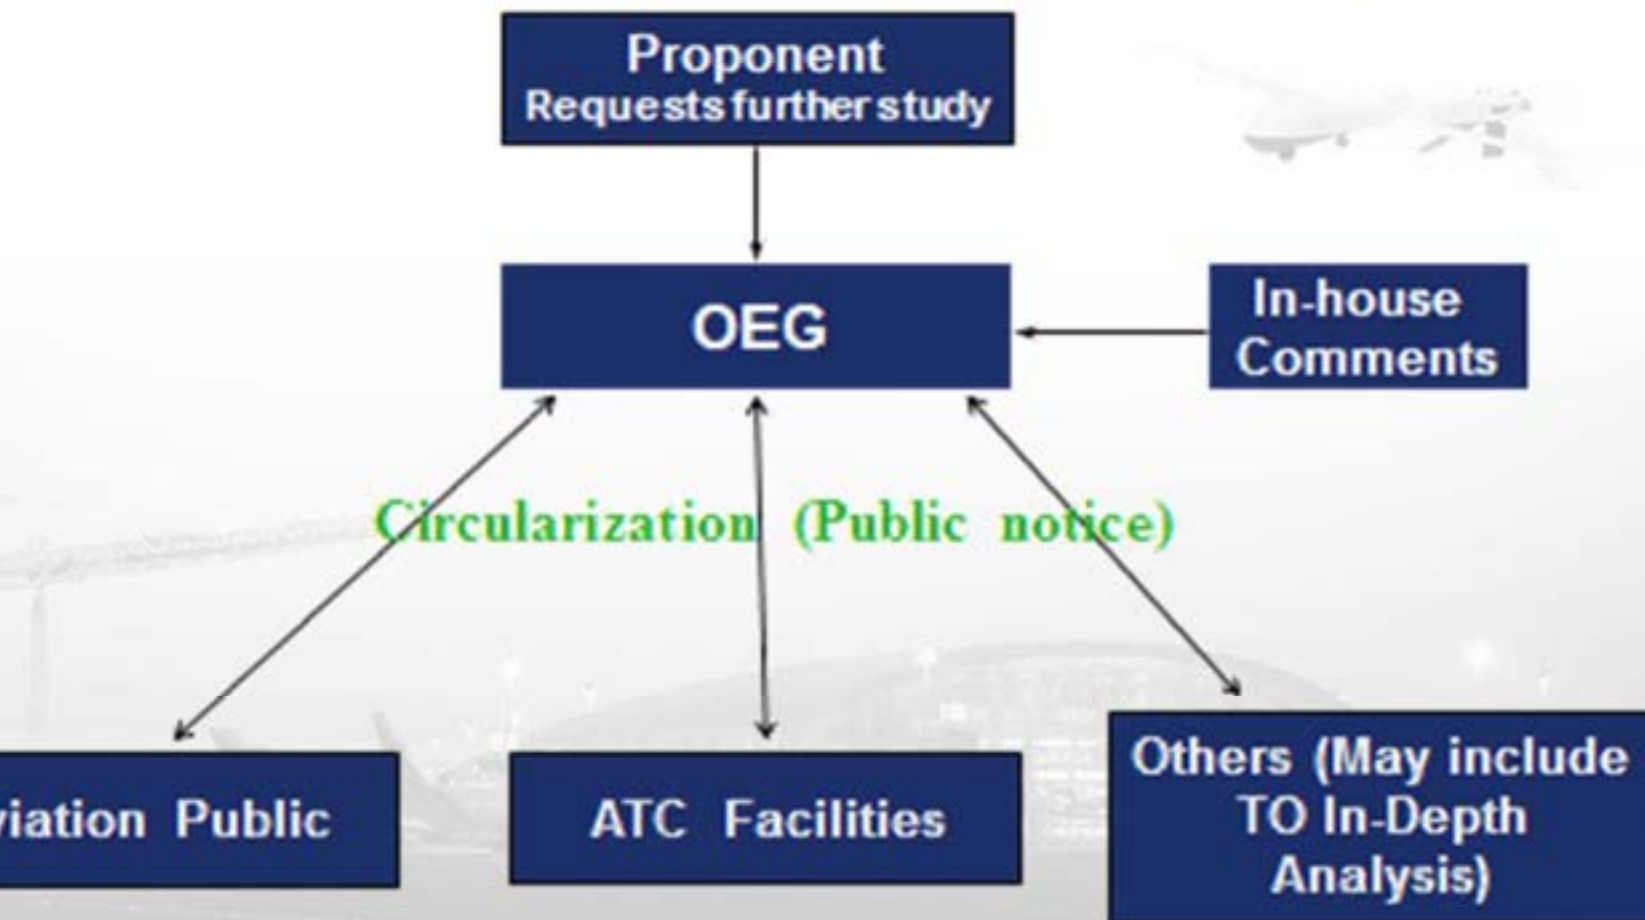 Proponent
Requests further study
OEG
In-house
Comments
Circularization (Public notice)
viation Public
ATC Facilities
Others (May include
TO In-Depth
Analysis)